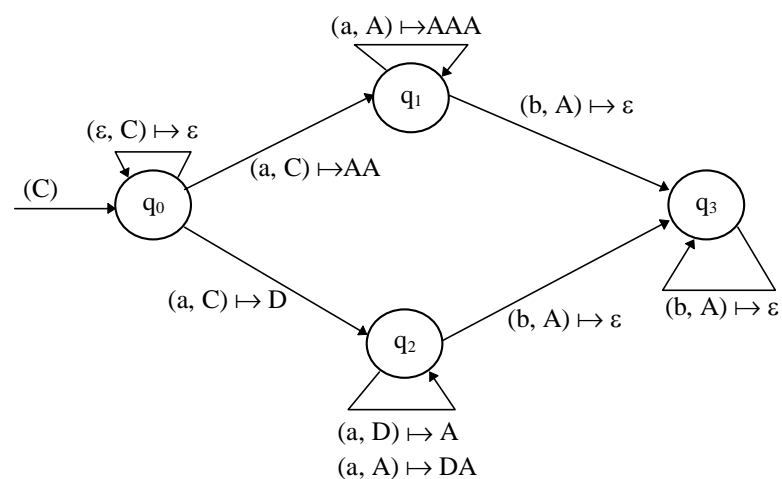 (a, A) ↦AAA
q₁
(b, A) ↦ ε
(ε, C) ↦ ε
(a, C) ↦AA
(C)
q₀
q₃
(a, C) ↦ D
(b, A) ↦ ε
(b, A) ↦ ε
q₂
(a, D) ↦ A
(a, A) ↦ DA